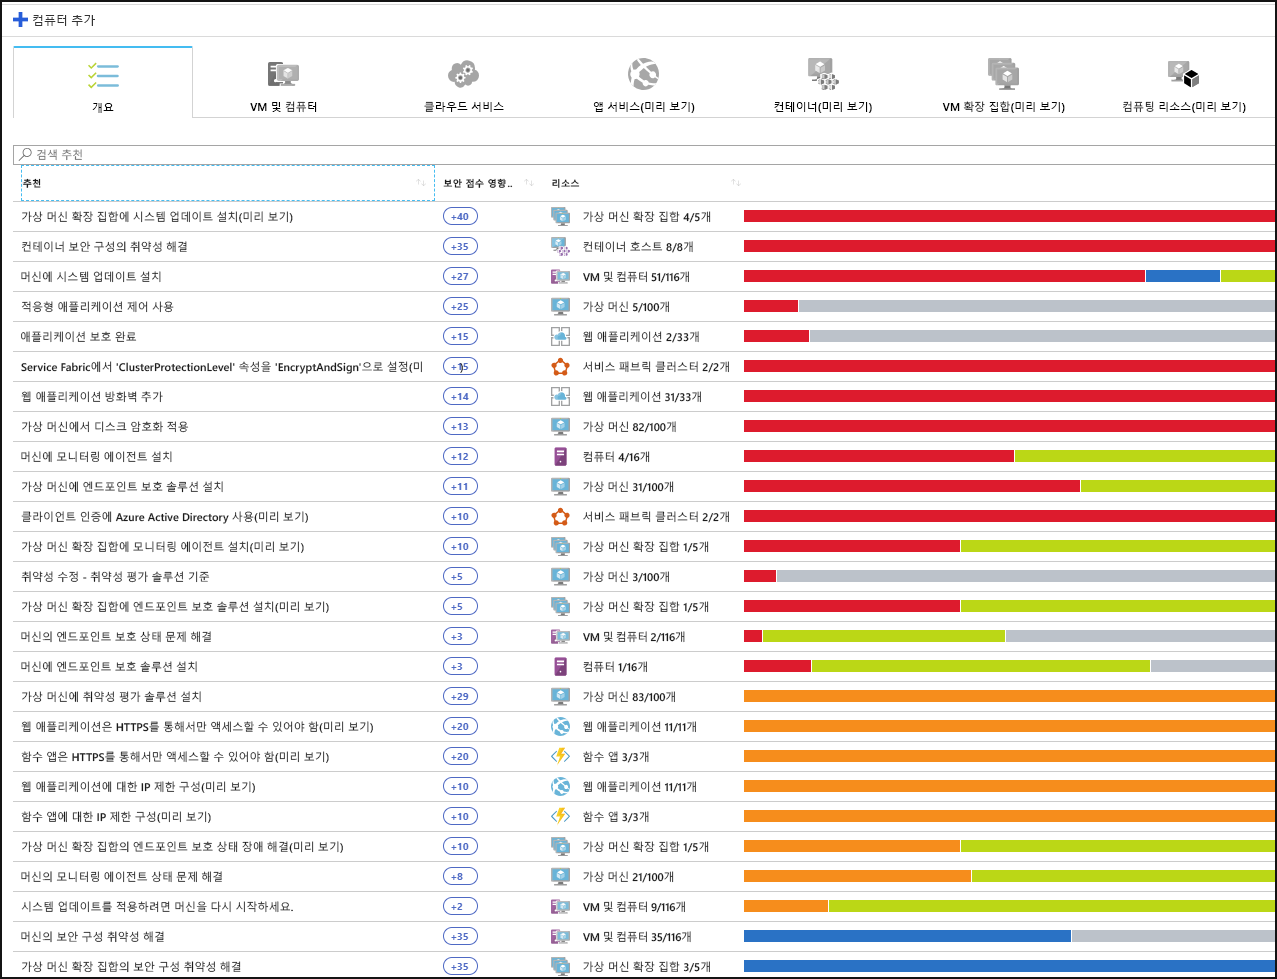 컴퓨터 추가
개요
VM 및 컴퓨터
클라우드 서비스
앱 서비스(미리 보기)
컨테이너(미리 보기)
VM 확장 집합(미리 보기)
컴퓨팅 리소스(미리 보기)
검색 추천
추천 보안 점수 영향.. 리소스
가상 머신 확장 집합에 시스템 업데이트 설치(미리 보기) +40 가상 머신 확장 집합 4/5개
컨테이너 보안 구성의 취약성 해결 +35 컨테이너 호스트 8/8개
머신에 시스템 업데이트 설치 +27 VM 및 컴퓨터 51/116개
적응형 애플리케이션 제어 사용 +25 가상 머신 5/100개
애플리케이션 보호 완료 +15 웹 애플리케이션 2/33개
Service Fabric에서 'ClusterProtectionLevel' 속성을 'EncryptAndSign'으로 설정(미 +15 서비스 패브릭 클러스터 2/2개
웹 애플리케이션 방화벽 추가 +14 웹 애플리케이션 31/33개
가상 머신에서 디스크 암호화 적용 +13 가상 머신 82/100개
머신에 모니터링 에이전트 설치 +12 컴퓨터 4/16개
가상 머신에 엔드포인트 보호 솔루션 설치 +11 가상 머신 31/100개
클라이언트 인증에 Azure Active Directory 사용(미리 보기) +10 서비스 패브릭 클러스터 2/2개
가상 머신 확장 집합에 모니터링 에이전트 설치(미리 보기) +10 가상 머신 확장 집합 1/5개
취약성 수정 - 취약성 평가 솔루션 기준 +5 가상 머신 3/100개
가상 머신 확장 집합에 엔드포인트 보호 솔루션 설치(미리 보기) +5 가상 머신 확장 집합 1/5개
머신의 엔드포인트 보호 상태 문제 해결 +3 VM 및 컴퓨터 2/116개
머신에 엔드포인트 보호 솔루션 설치 +3 컴퓨터 1/16개
가상 머신에 취약성 평가 솔루션 설치 +29 가상 머신 83/100개
웹 애플리케이션은 HTTPS를 통해서만 액세스할 수 있어야 함(미리 보기) +20 웹 애플리케이션 11/11개
함수 앱은 HTTPS를 통해서만 액세스할 수 있어야 함(미리 보기) +20 함수 앱 3/3개
웹 애플리케이션에 대한 IP 제한 구성(미리 보기) +10 웹 애플리케이션 11/11개
함수 앱에 대한 IP 제한 구성(미리 보기) +10 함수 앱 3/3개
가상 머신 확장 집합의 엔드포인트 보호 상태 장애 해결(미리 보기) +10 가상 머신 확장 집합 1/5개
머신의 모니터링 에이전트 상태 문제 해결 +8 가상 머신 21/100개
시스템 업데이트를 적용하려면 머신을 다시 시작하세요. +2 VM 및 컴퓨터 9/116개
머신의 보안 구성 취약성 해결 +35 VM 및 컴퓨터 35/116개
가상 머신 확장 집합의 보안 구성 취약성 해결 +35 가상 머신 확장 집합 3/5개